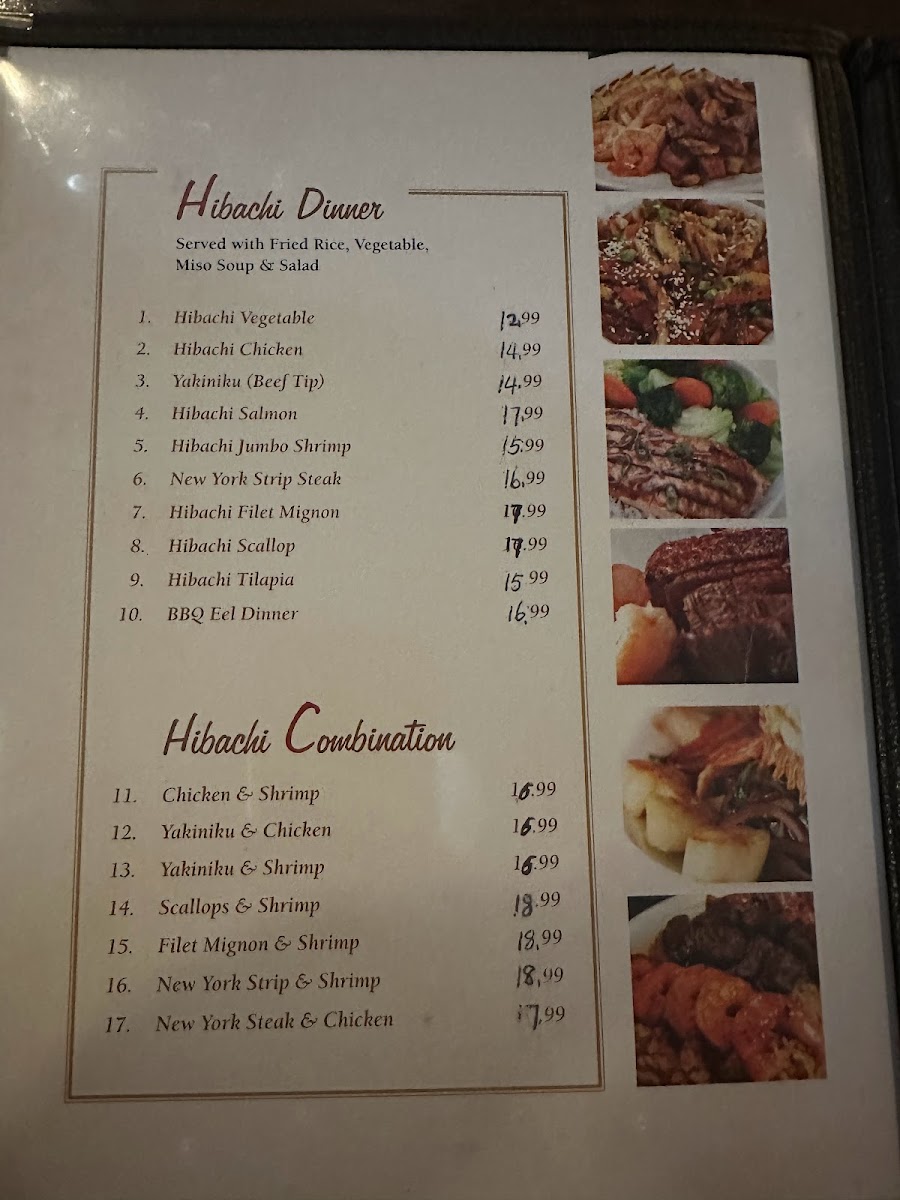 Hibachi Dinner
Served with Fried Rice, Vegetable,
Miso Soup & Salad
1. Hibachi Vegetable 12.99
2. Hibachi Chicken 14.99
3. Yakiniku (Beef Tip) 14.99
4. Hibachi Salmon 17.99
5. Hibachi Jumbo Shrimp 15.99
6. New York Strip Steak 16.99
7. Hibachi Filet Mignon 17.99
8. Hibachi Scallop 17.99
9. Hibachi Tilapia 15.99
10. BBQ Eel Dinner 16.99
Hibachi Combination
11. Chicken & Shrimp 16.99
12. Yakiniku & Chicken 16.99
13. Yakiniku & Shrimp 16.99
14. Scallops & Shrimp 18.99
15. Filet Mignon & Shrimp 18.99
16. New York Strip & Shrimp 18.99
17. New York Steak & Chicken 17.99